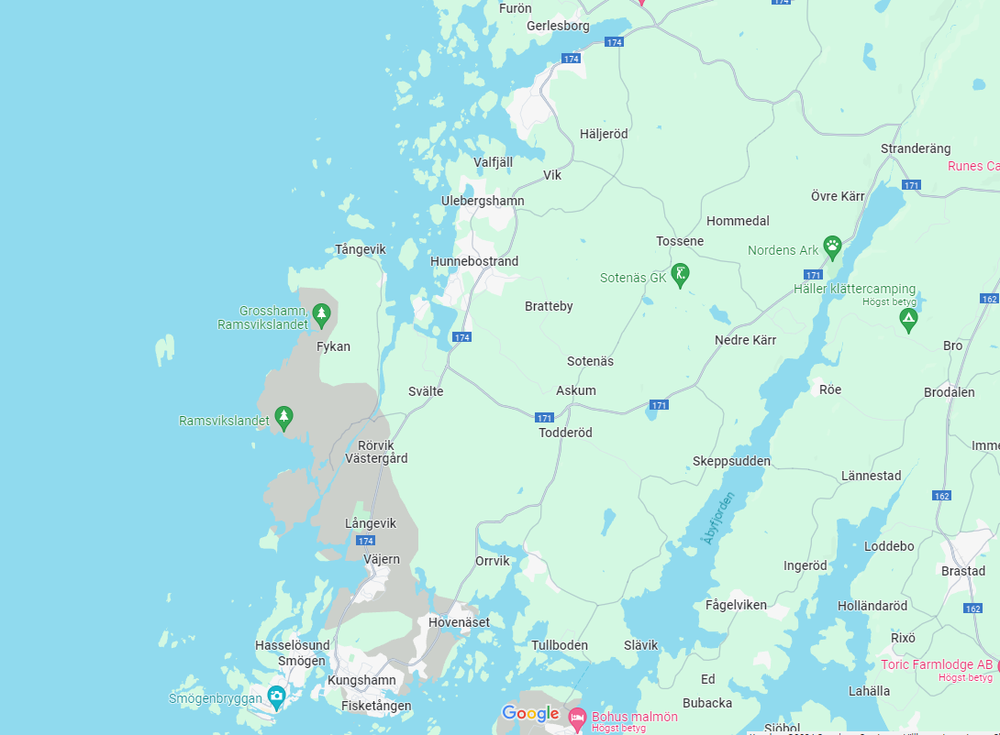 174
Furön
Gerlesborg
174
174
Häljeröd
Stranderäng
Valfjäll
Runes Ca
Vik
171
Ulebergshamn
Övre Kärr
Hommedal
Tossene
Tångevik
Nordens Ark
Hunnebostrand
171
Sotenäs GK
Häller klättercamping
Högst betyg
162
Bratteby
Grosshamn,
Ramsvikslandet
174
Nedre Kärr
Fykan
Bro
Sotenäs
Svälte
Askum
Röe
Brodalen
171
171
Ramsvikslandet
Todderöd
Rörvik
Västergård
Imme
Skeppsudden
Lännestad
162
Åbyfjorden
Långevik
174
Loddebo
Väjern
Orrvik
Ingeröd
Brastad
Fågelviken
Holländaröd
162
Hovenäset
Rixö
Hasselösund
Tullboden
Slävik
Smögen
Toric Farmlodge AB
Högst betyg
Kungshamn
Ed
Lahälla
Smögenbryggan
Fisketången
Bubacka
Google
Bohus malmön
Högst betyg
Sjöbol